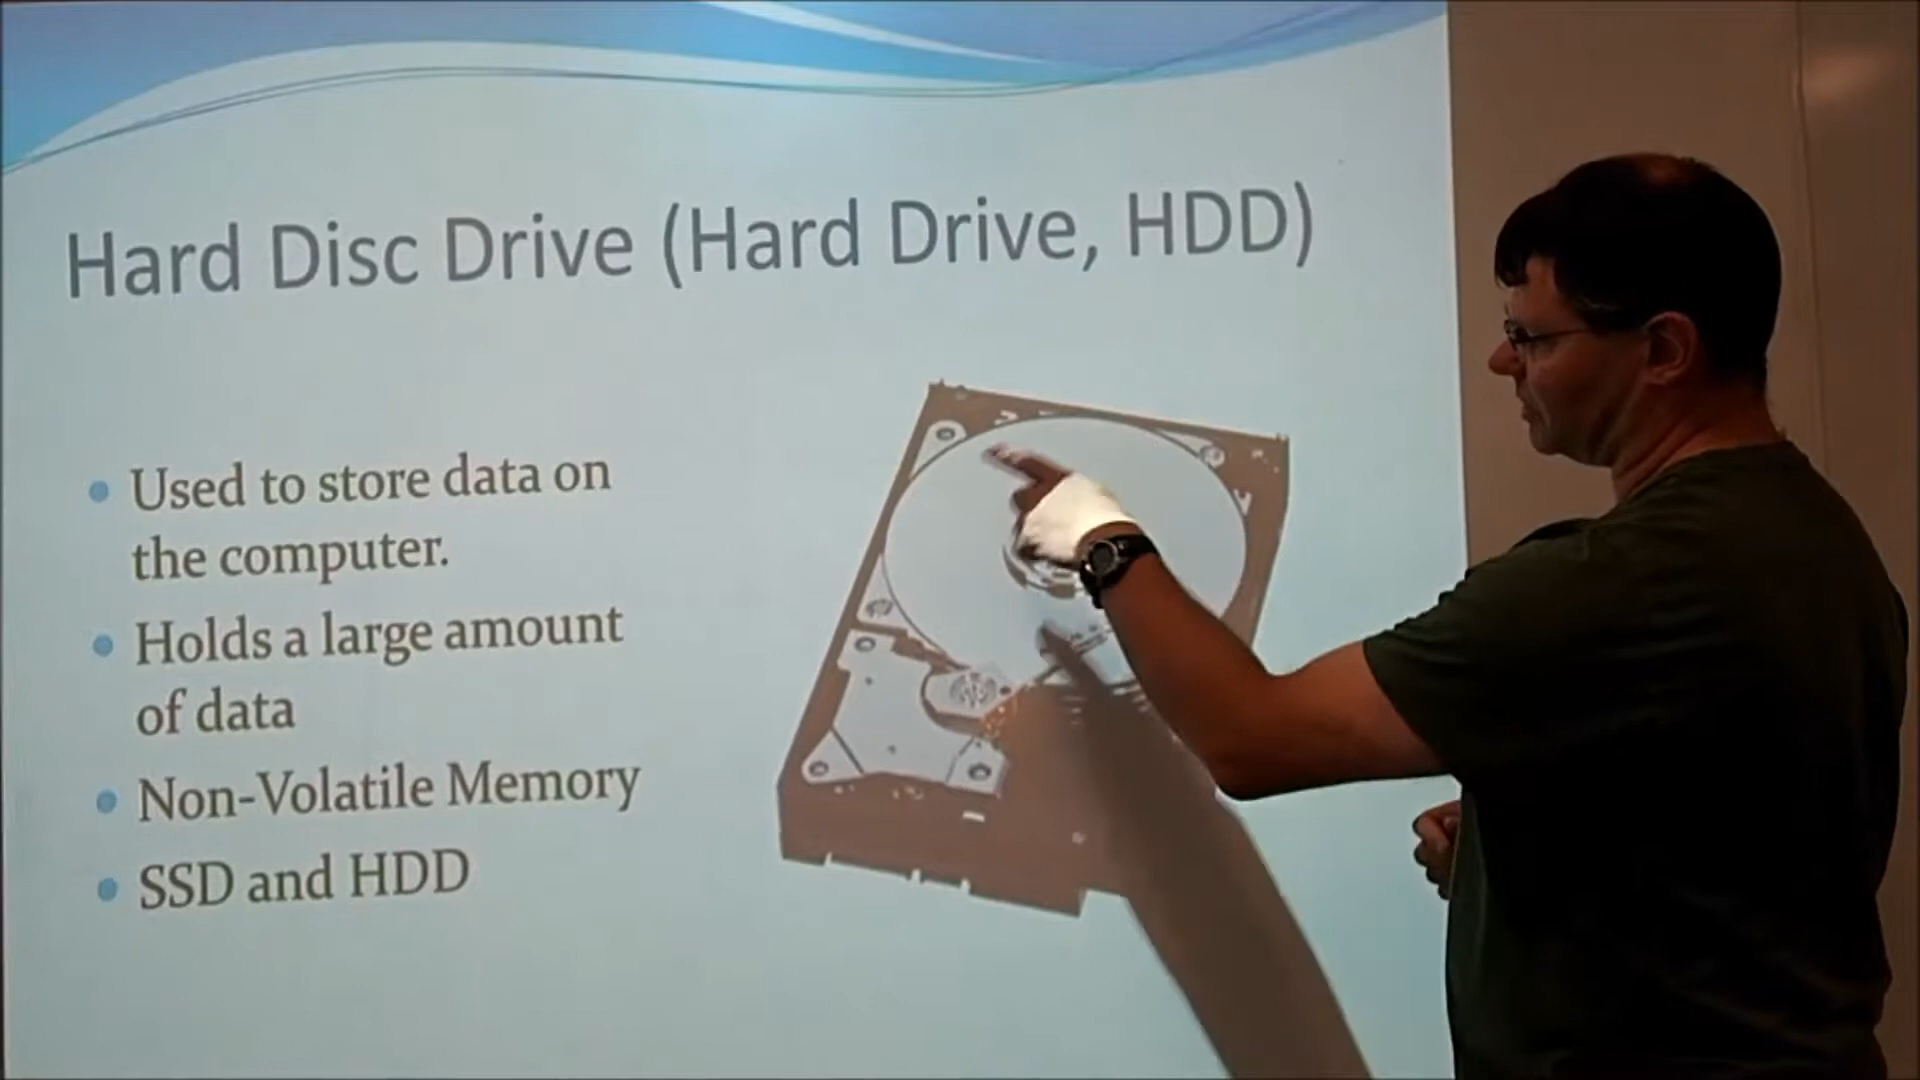 Hard Disc Drive (Hard Drive, HDD)
• Used to store data on
the computer.
• Holds a large amount
of data
• Non-Volatile Memory
• SSD and HDD